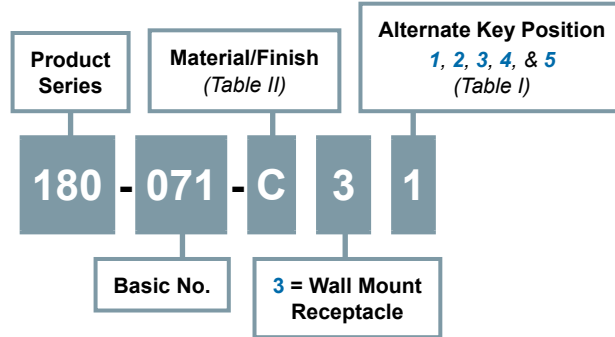 Product
Series
Material/Finish
(Table II)
Alternate Key Position
1, 2, 3, 4, & 5
(Table I)
180 - 071 - C 3 1
Basic No.
3 = Wall Mount
Receptacle